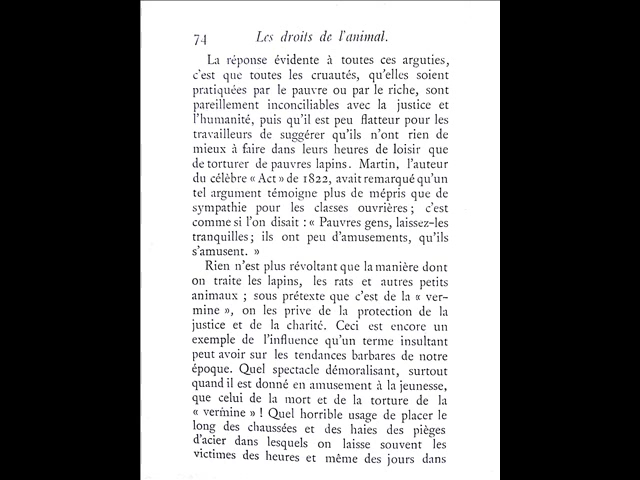 74 Les droits de l'animal.
La réponse évidente à toutes ces arguties,
c'est que toutes les cruautés, qu'elles soient
pratiquées par le pauvre ou par le riche, sont
pareillement inconciliables avec la justice et
l'humanité, puis qu'il est peu flatteur pour les
travailleurs de suggérer qu'ils n'ont rien de
mieux à faire dans leurs heures de loisir que
de torturer de pauvres lapins. Martin, l'auteur
du célèbre « Act » de 1822, avait remarqué qu'un
tel argument témoigne plus de mépris que de
sympathie pour les classes ouvrières ; c'est
comme si l'on disait : « Pauvres gens, laissez-les
tranquilles ; ils ont peu d'amusements, qu'ils
s'amusent. »
Rien n'est plus révoltant que la manière dont
on traite les lapins, les rats et autres petits
animaux ; sous prétexte que c'est de la « ver-
mine », on les prive de la protection de la
justice et de la charité. Ceci est encore un
exemple de l'influence qu'un terme insultant
peut avoir sur les tendances barbares de notre
époque. Quel spectacle démoralisant, surtout
quand il est donné en amusement à la jeunesse,
que celui de la mort et de la torture de la
« vermine » ! Quel horrible usage de placer le
long des chaussées et des haies des pièges
d'acier dans lesquels on laisse souvent les
victimes des heures et même des jours dans